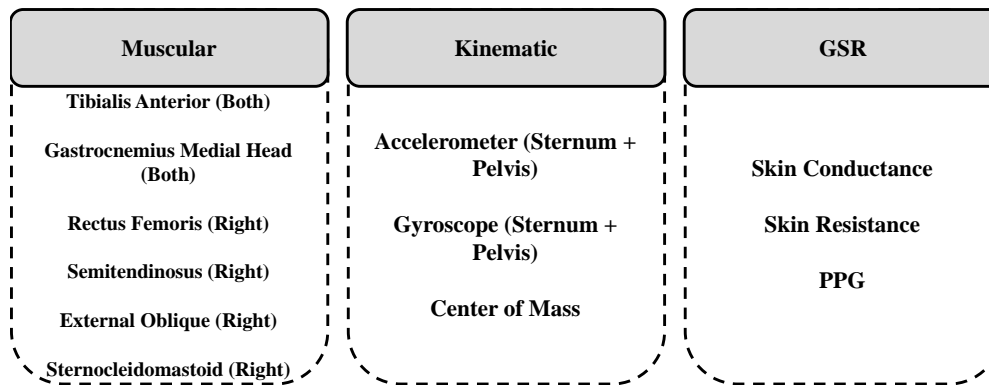 Muscular
Tibialis Anterior (Both)
Gastrocnemius Medial Head
(Both)
Rectus Femoris (Right)
Semitendinosus (Right)
External Oblique (Right)
Sternocleidomastoid (Right)
Kinematic
Accelerometer (Sternum +
Pelvis)
Gyroscope (Sternum +
Pelvis)
Center of Mass
GSR
Skin Conductance
Skin Resistance
PPG